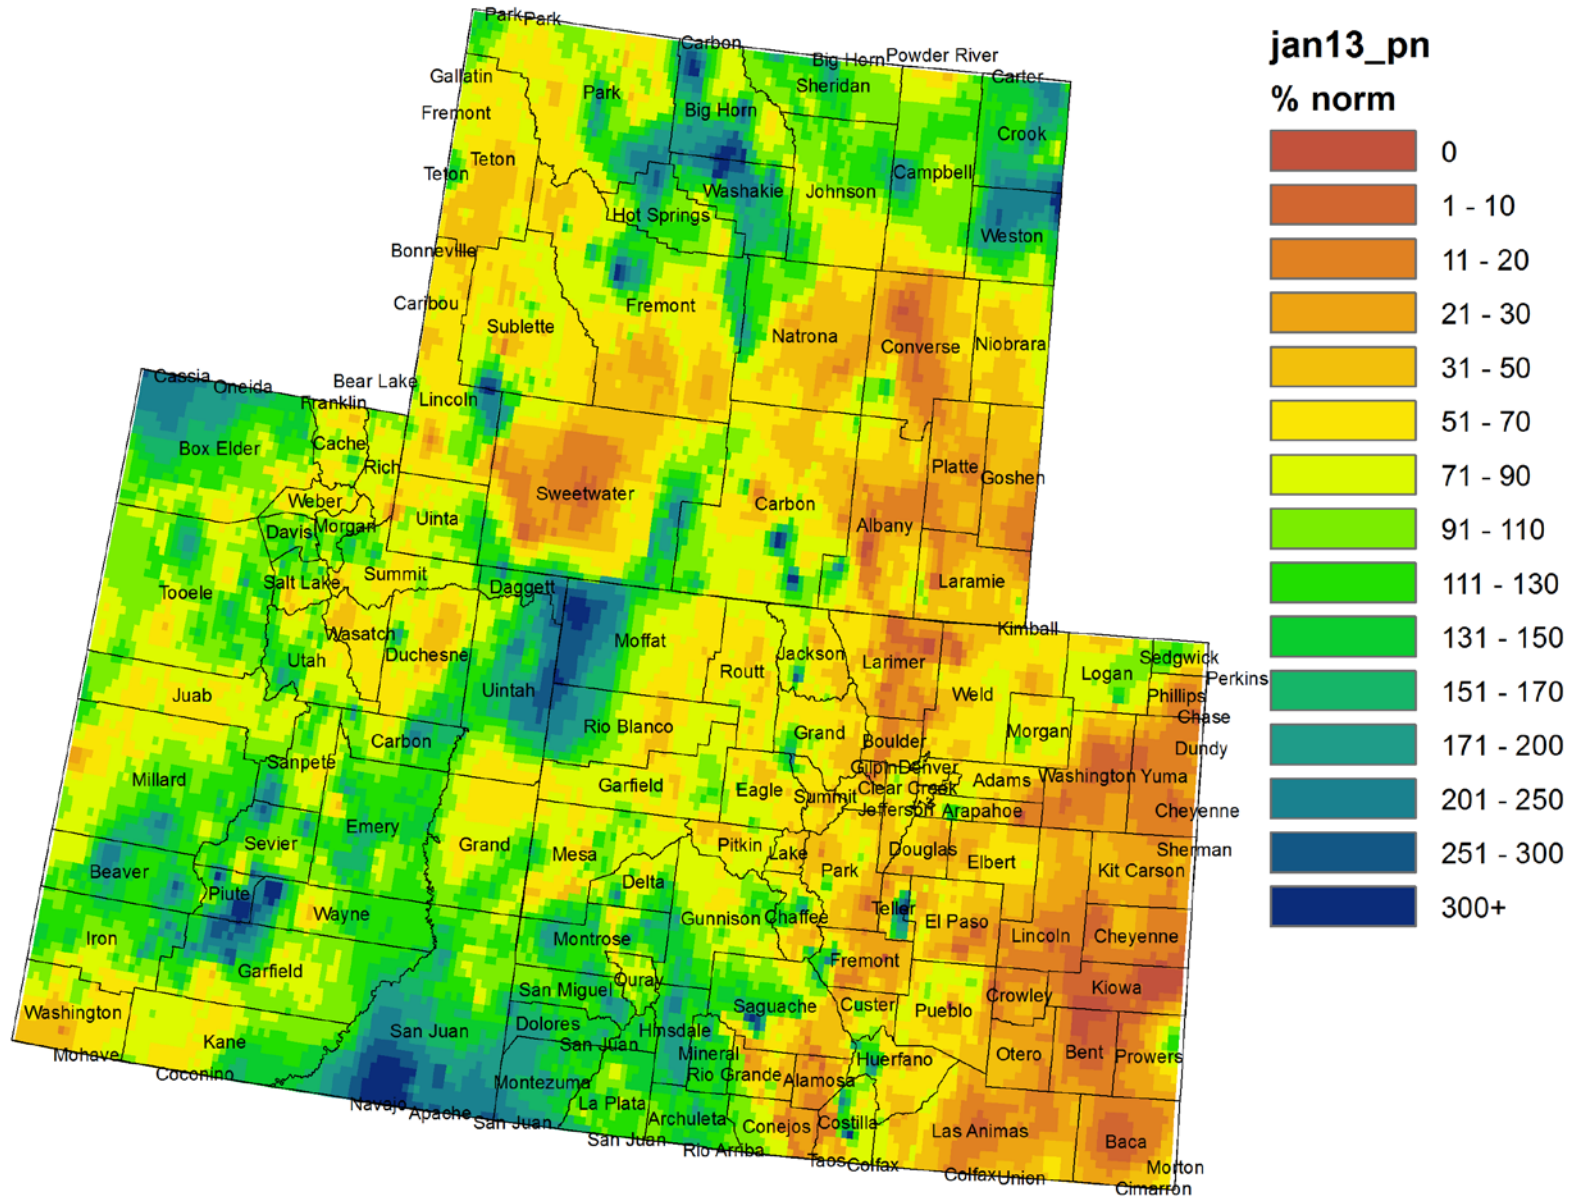 jan13_pn
% norm
0
1 - 10
11 - 20
21 - 30
31 - 50
51 - 70
71 - 90
91 - 110
111 - 130
131 - 150
151 - 170
171 - 200
201 - 250
251 - 300
300+
Park
Park
Carbon
Big Horn
Powder River
Carter
Gallatin
Park
Sheridan
Fremont
Big Horn
Crook
Teton
Teton
Campbell
Washakie
Johnson
Hot Springs
Weston
Bonneville
Caribou
Fremont
Sublette
Natrona
Converse
Niobrara
Cassia
Oneida
Bear Lake
Franklin
Lincoln
Box Elder
Cache
Rich
Platte
Goshen
Sweetwater
Carbon
Weber
Uinta
Albany
Davis
Morgan
Salt Lake
Summit
Daggett
Laramie
Tooele
Wasatch
Kimball
Utah
Duchesne
Moffat
Jackson
Larimer
Sedgwick
Logan
Perkins
Juab
Uintah
Routt
Weld
Phillips
Chase
Rio Blanco
Grand
Morgan
Carbon
Boulder
Dundy
Sanpete
Gilpin
Denver
Millard
Garfield
Eagle
Clear Creek
Adams
Washington
Yuma
Summit
Jefferson
Arapahoe
Cheyenne
Emery
Sevier
Grand
Mesa
Pitkin
Lake
Douglas
Elbert
Sherman
Beaver
Delta
Park
Kit Carson
Piute
Wayne
Gunnison
Chaffee
Teller
El Paso
Iron
Montrose
Lincoln
Cheyenne
Garfield
Ouray
Fremont
San Miguel
Kiowa
Washington
Saguache
Custer
Pueblo
Crowley
Kane
San Juan
Dolores
Hinsdale
San Juan
Mohave
Mineral
Huerfano
Otero
Bent
Prowers
Coconino
Montezuma
Rio Grande
Alamosa
Navajo
Apache
La Plata
San Juan
Archuleta
Conejos
Costilla
Las Animas
Baca
San Juan
Rio Arriba
Taos
Colfax
Colfax
Union
Morton
Cimarron